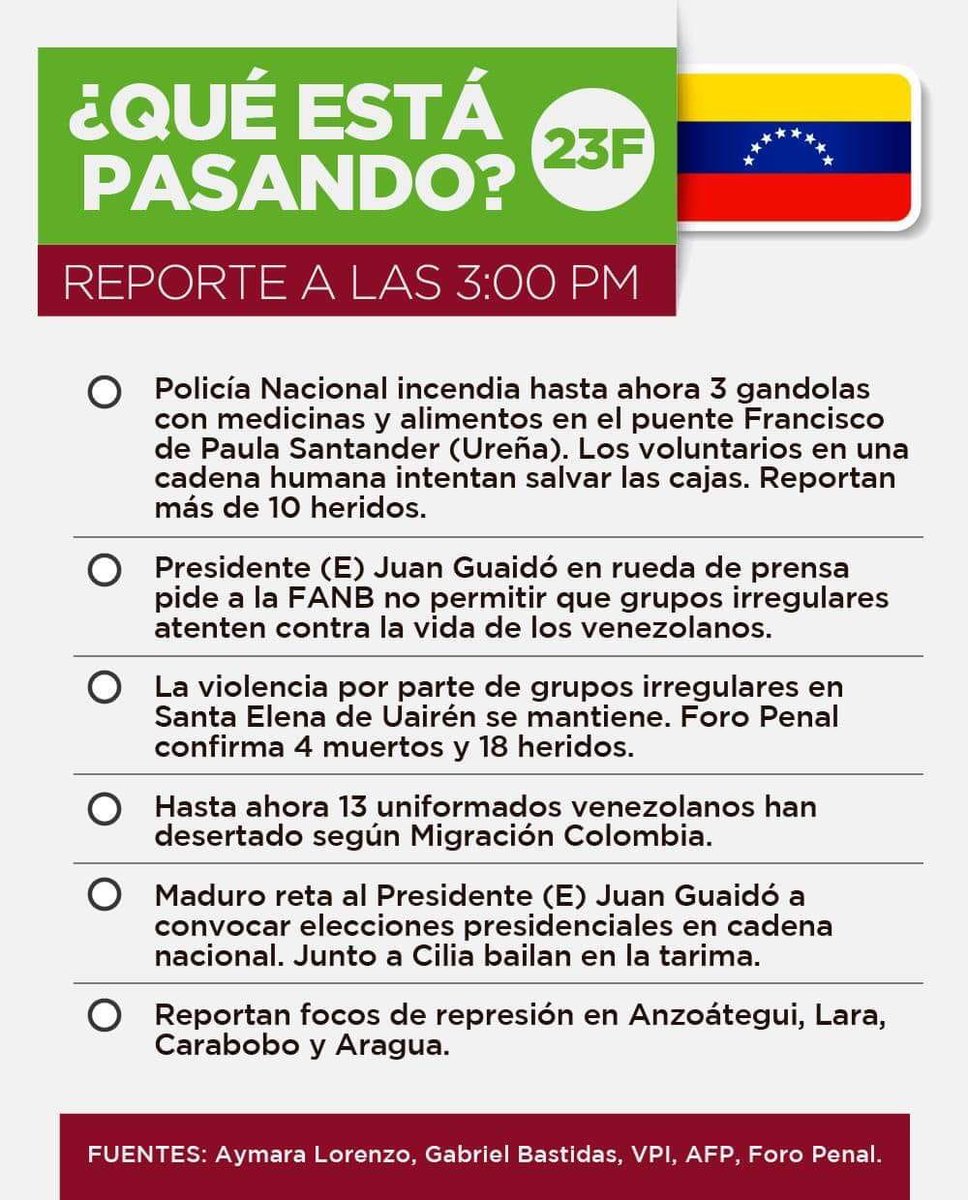 ¿QUÉ ESTÁ
PASANDO?
23F
REPORTE A LAS 3:00 PM
Policía Nacional incendia hasta ahora 3 gandolas
con medicinas y alimentos en el puente Francisco
de Paula Santander (Ureña). Los voluntarios en una
cadena humana intentan salvar las cajas. Reportan
más de 10 heridos.
Presidente (E) Juan Guaidó en rueda de prensa
pide a la FANB no permitir que grupos irregulares
atenten contra la vida de los venezolanos.
La violencia por parte de grupos irregulares en
Santa Elena de Uairén se mantiene. Foro Penal
confirma 4 muertos y 18 heridos.
Hasta ahora 13 uniformados venezolanos han
desertado según Migración Colombia.
Maduro reta al Presidente (E) Juan Guaidó a
convocar elecciones presidenciales en cadena
nacional. Junto a Cilia bailan en la tarima.
Reportan focos de represión en Anzoátegui, Lara,
Carabobo y Aragua.
FUENTES: Aymara Lorenzo, Gabriel Bastidas, VPI, AFP, Foro Penal.